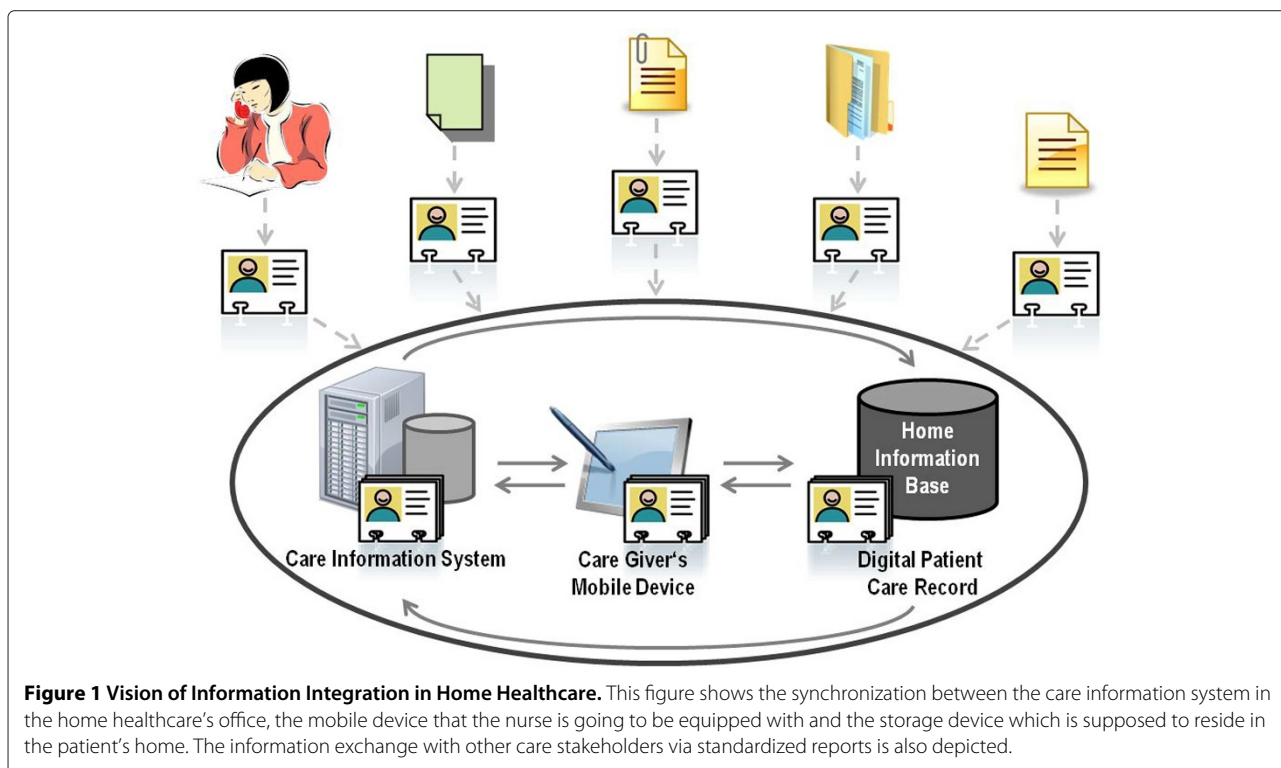 Home
Information
Base
Care Information System
Care Giver‘s
Mobile Device
Digital Patient
Care Record
Figure 1 Vision of Information Integration in Home Healthcare. This figure shows the synchronization between the care information system in
the home healthcare’s office, the mobile device that the nurse is going to be equipped with and the storage device which is supposed to reside in
the patient’s home. The information exchange with other care stakeholders via standardized reports is also depicted.